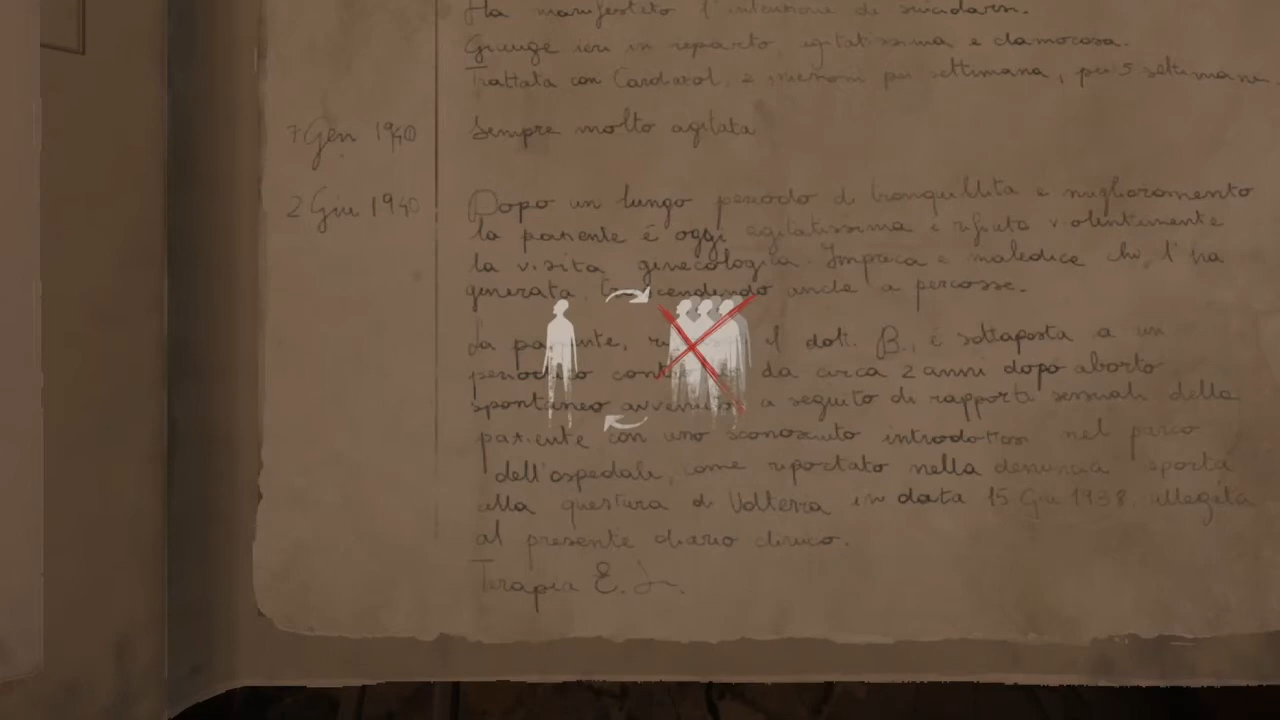 Ha manifestato l'intenzione di suicidarsi.
Giunge ieri in reparto, agitatissima e clamorosa.
Trattata con Cardiazol, 2 iniezioni per settimana, per 5 settimane.
7 Gen 1940 Sempre molto agitata
2 Giu 1940 Dopo un lungo periodo di tranquillità e miglioramento
la paziente é oggi agitatissima e rifiuta violentemente
la visita ginecologica. Impreca e maledice chi l'ha
generata, trascendendo anche a percosse.
La paziente, il dott. B., é sottoposta a un
periodico da circa 2 anni dopo aborto
spontaneo avvenuto a seguito di rapporti sessuali della
paziente con uno sconosciuto introdottosi nel parco
dell'ospedale, come riportato nella denuncia sporta
alla questura di Volterra in data 15 Giu 1938 allegata
al presente diario clinico.
Terapia E.